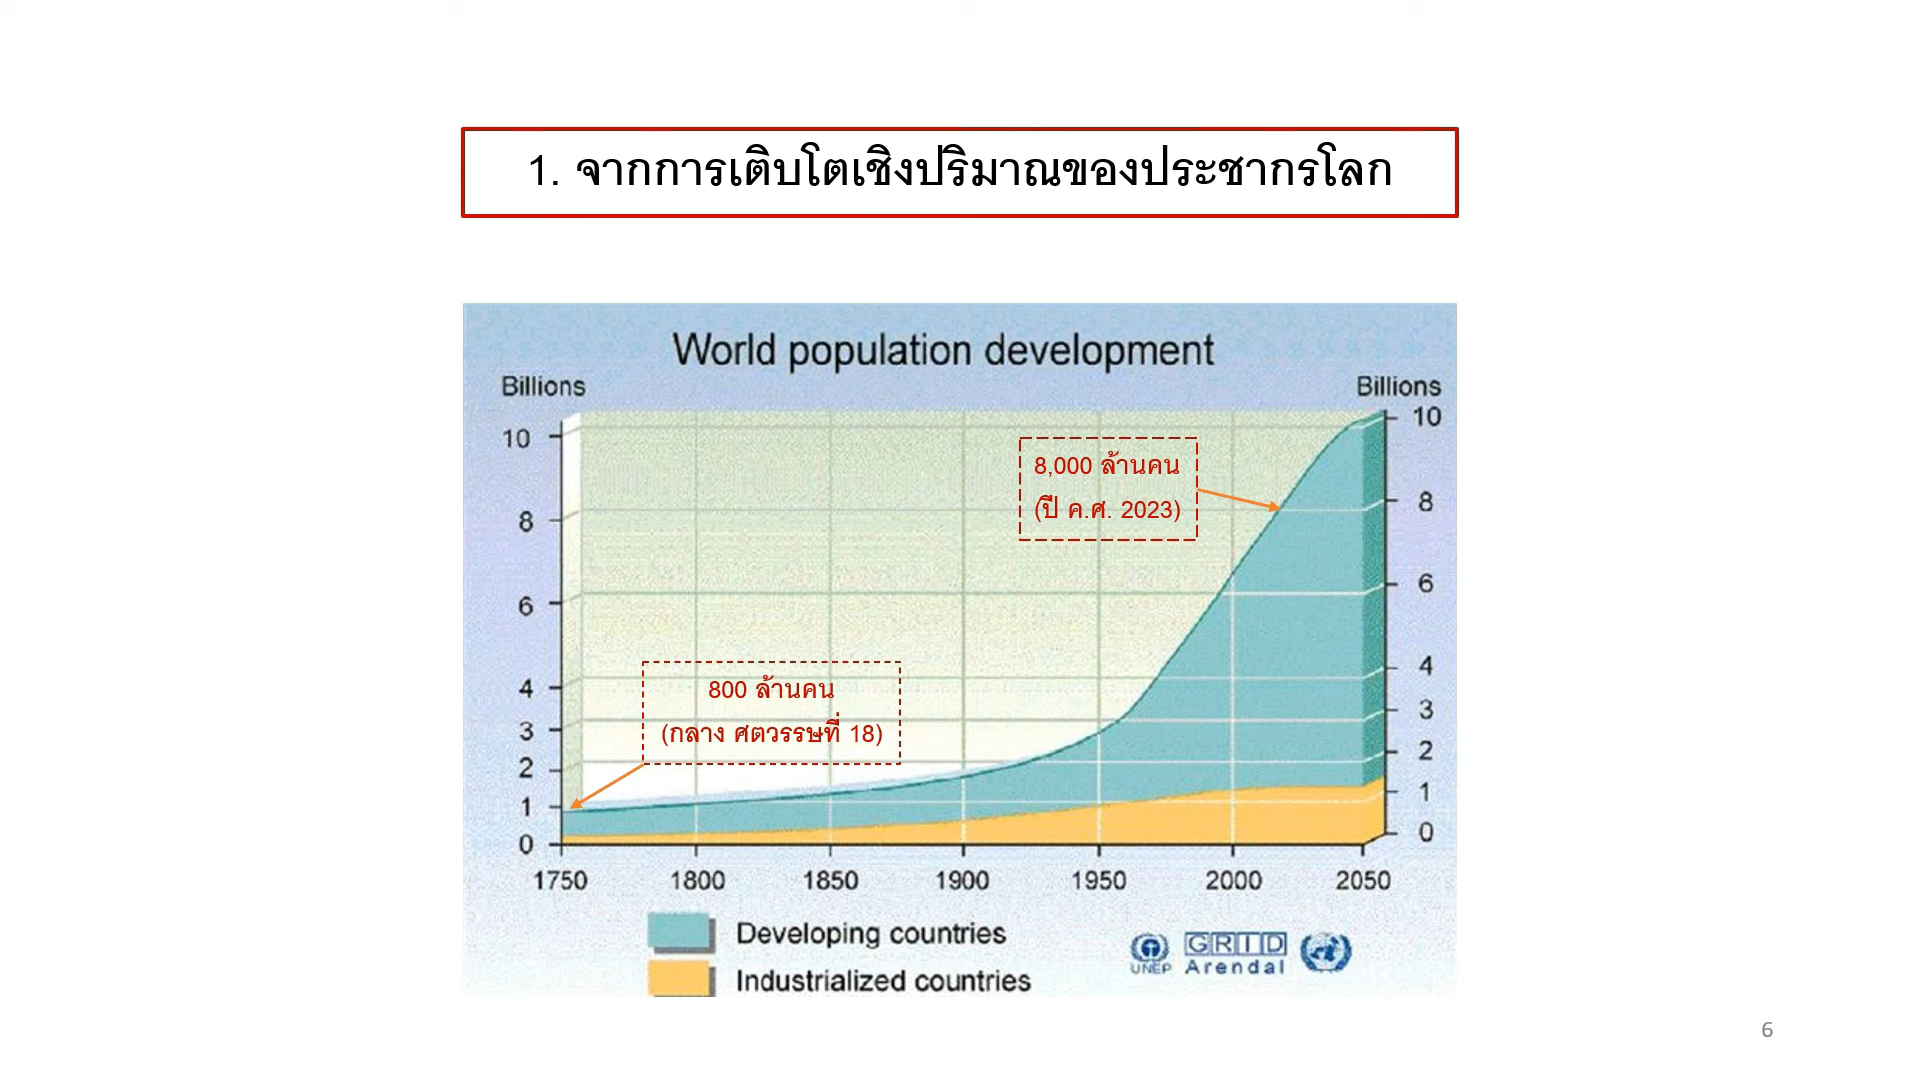 1. จากการเติบโตเชิงปริมาณของประชากรโลก
World population development
Billions
Billions
10
8
6
4
3
2
1
0
10
8
6
4
3
2
1
0
8,000 ล้านคน
(ปี ค.ศ. 2023)
800 ล้านคน
(กลาง ศตวรรษที่ 18)
1750 1800 1850 1900 1950 2000 2050
Developing countries
Industrialized countries
UNEP
GRID
Arendal
6